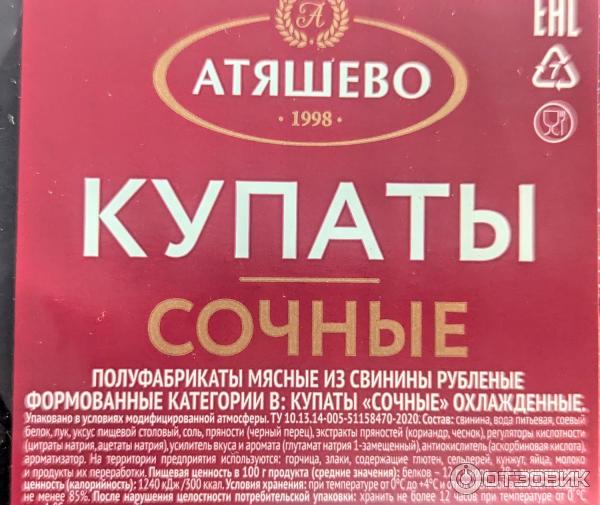 А
АТЯШЕВО
• 1998 •
ЕАС
7
КУПАТЫ
СОЧНЫЕ
ПОЛУФАБРИКАТЫ МЯСНЫЕ ИЗ СВИНИНЫ РУБЛЕНЫЕ
ФОРМОВАННЫЕ КАТЕГОРИИ В: КУПАТЫ «СОЧНЫЕ» ОХЛАЖДЕННЫЕ.
Упаковано в условиях модифицированной атмосферы. ТУ 10.13.14-005-51158470-2020. Состав: свинина, вода питьевая, соевый
белок, лук, уксус пищевой столовый, соль, пряности (черный перец), экстракты пряностей (кориандр, чеснок), регуляторы кислотности
(цитраты натрия, ацетаты натрия), усилитель вкуса и аромата (глутамат натрия 1-замещенный), антиокислитель (аскорбиновая кислота),
ароматизатор. На территории предприятия используются: горчица, злаки, содержащие глютен, сельдерей, кунжут, яйца, молоко
и продукты их переработки. Пищевая ценность в 100 г продукта (средние значения): белков – 12
ценность (калорийность): 1240 кДж /300 ккал. Условия хранения: при температуре от 0°С до +4°С и
не менее 85%. После нарушения целостности потребительской упаковки: хранить не более 12 часов при температуре от 0 °С
ОТЗОВИК